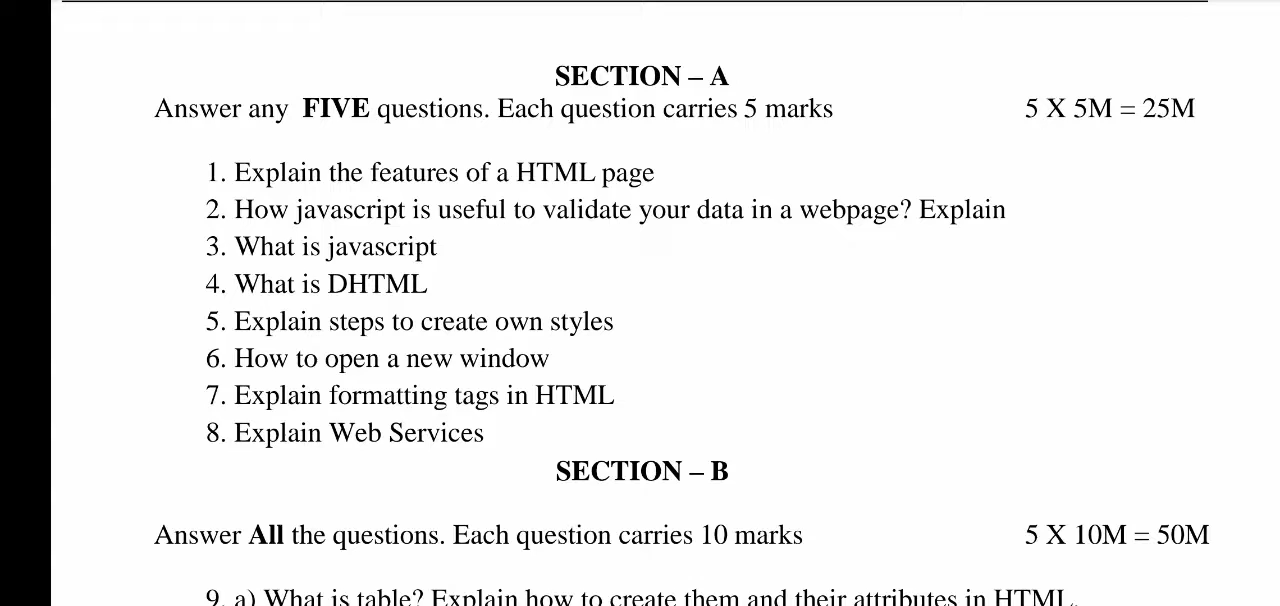 SECTION – A
Answer any FIVE questions. Each question carries 5 marks 5 X 5M = 25M
1. Explain the features of a HTML page
2. How javascript is useful to validate your data in a webpage? Explain
3. What is javascript
4. What is DHTML
5. Explain steps to create own styles
6. How to open a new window
7. Explain formatting tags in HTML
8. Explain Web Services
SECTION – B
Answer All the questions. Each question carries 10 marks 5 X 10M = 50M
9. a) What is table? Explain how to create them and their attributes in HTML.